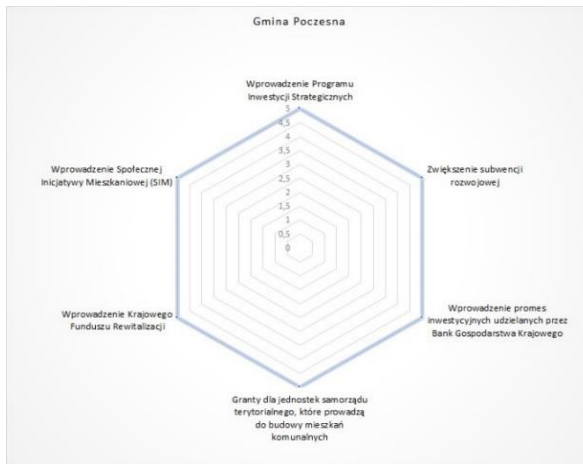 Gmina Poczesna
Wprowadzenie Programu
Inwestycji Strategicznych
5
4,5
4
3,5
3
2,5
2
1,5
1
0,5
0
Wprowadzenie Społecznej
Inicjatywy Mieszkaniowej (SIM)
Zwiększenie subwencji
rozwojowej
Wprowadzenie Krajowego
Funduszu Rewitalizacji
Wprowadzenie promes
inwestycyjnych udzielanych przez
Bank Gospodarstwa Krajowego
Granty dla jednostek samorządu
terytorialnego, które prowadzą
do budowy mieszkań
komunalnych